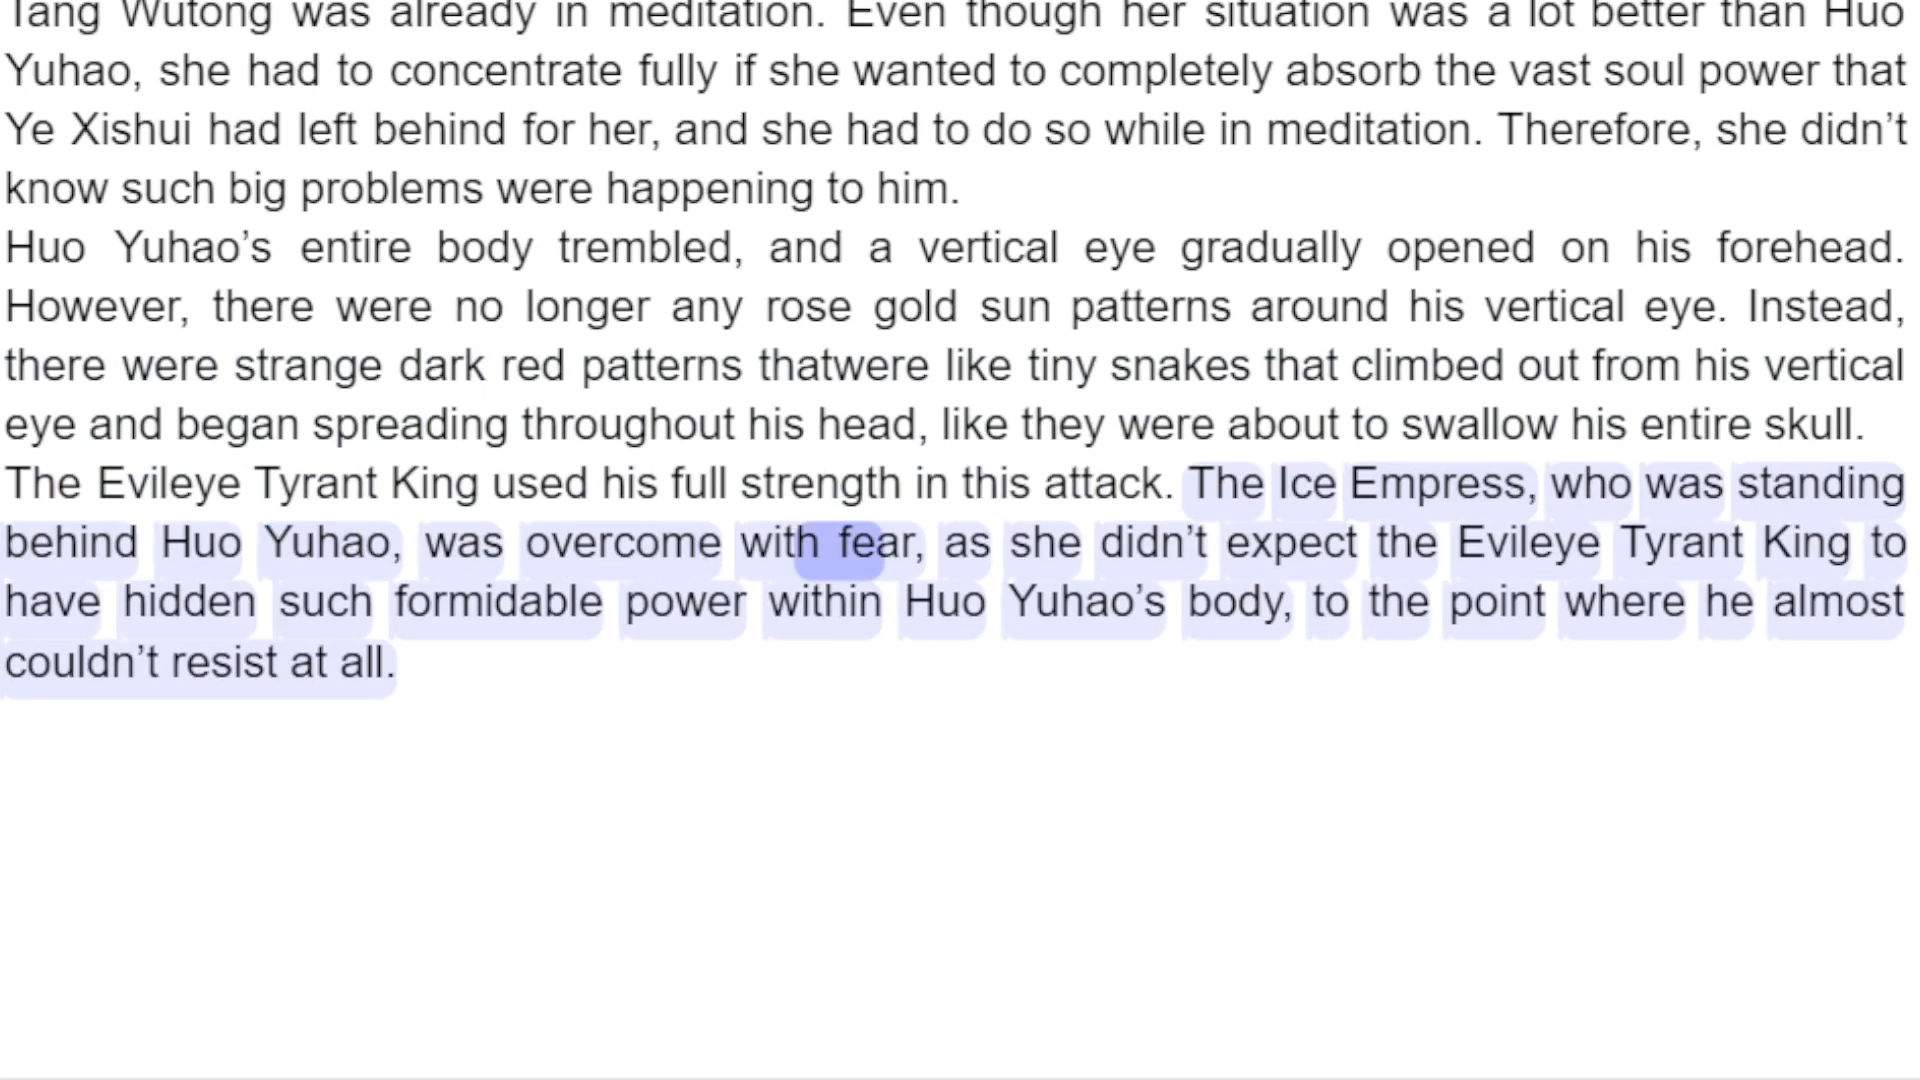 Tang Wutong was already in meditation. Even though her situation was a lot better than Huo
Yuhao, she had to concentrate fully if she wanted to completely absorb the vast soul power that
Ye Xishui had left behind for her, and she had to do so while in meditation. Therefore, she didn’t
know such big problems were happening to him.
Huo Yuhao’s entire body trembled, and a vertical eye gradually opened on his forehead.
However, there were no longer any rose gold sun patterns around his vertical eye. Instead,
there were strange dark red patterns thatwere like tiny snakes that climbed out from his vertical
eye and began spreading throughout his head, like they were about to swallow his entire skull.
The Evileye Tyrant King used his full strength in this attack. The Ice Empress, who was standing
behind Huo Yuhao, was overcome with fear, as she didn’t expect the Evileye Tyrant King to
have hidden such formidable power within Huo Yuhao’s body, to the point where he almost
couldn’t resist at all.